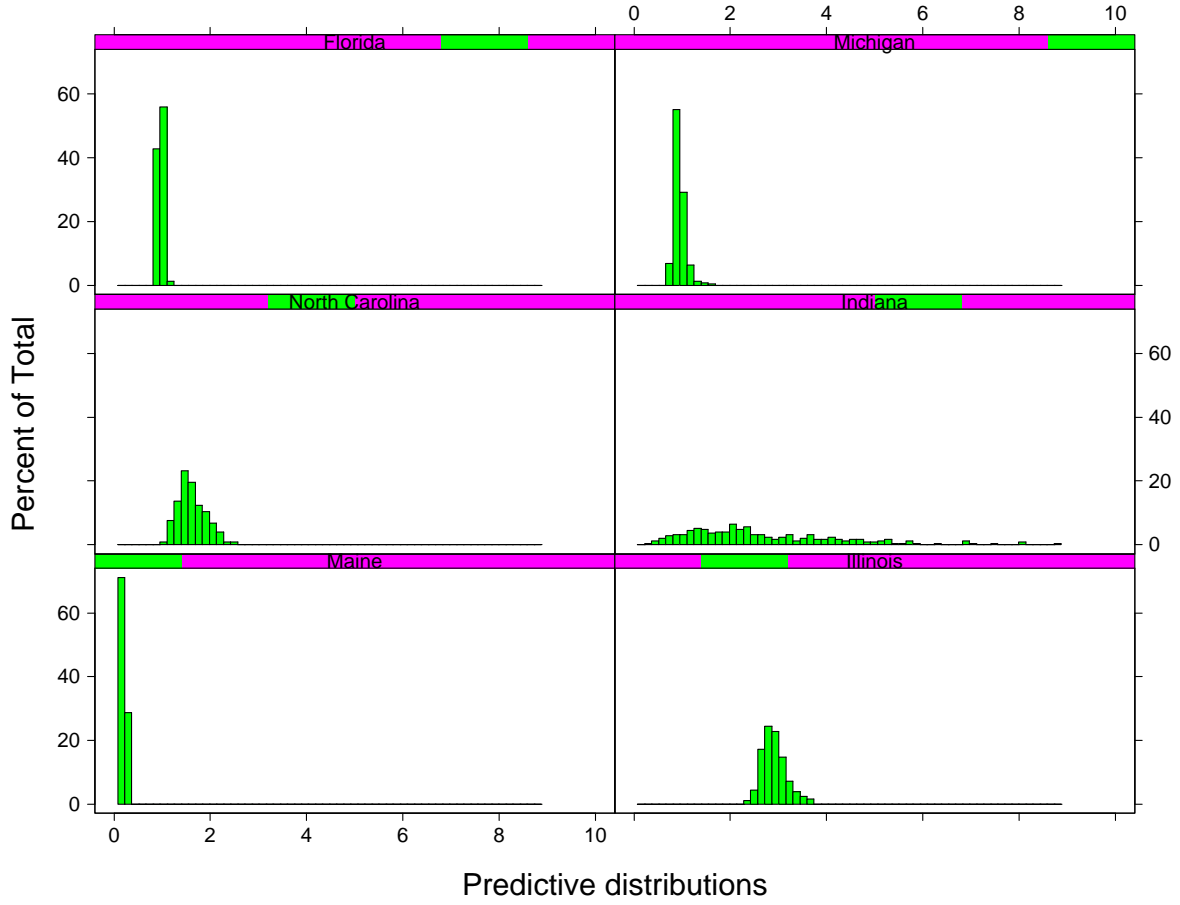 0 2 4 6 8 10
Florida Michigan
60
40
20
0
North Carolina Indiana
60
40
20
0
Maine Illinois
60
40
20
0
0 2 4 6 8 10
Percent of Total
Predictive distributions